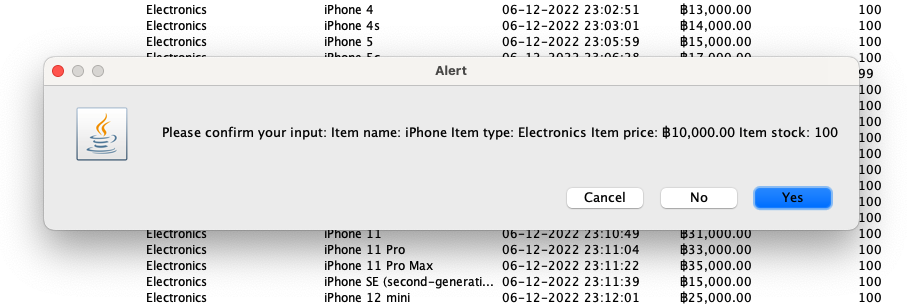 Electronics iPhone 4 06-12-2022 23:02:51 ฿13,000.00 100
Electronics iPhone 4s 06-12-2022 23:03:01 ฿14,000.00 100
Electronics iPhone 5 06-12-2022 23:05:59 ฿15,000.00 100
99
Alert
100
100
100
Please confirm your input: Item name: iPhone Item type: Electronics Item price: ฿10,000.00 Item stock: 100
100
100
100
100
Cancel No Yes
100
100
Electronics iPhone 11 06-12-2022 23:10:49 ฿31,000.00 100
Electronics iPhone 11 Pro 06-12-2022 23:11:04 ฿33,000.00 100
Electronics iPhone 11 Pro Max 06-12-2022 23:11:22 ฿35,000.00 100
Electronics iPhone SE (second-generati... 06-12-2022 23:11:39 ฿15,000.00 100
Electronics iPhone 12 mini 06-12-2022 23:12:01 ฿25,000.00 100